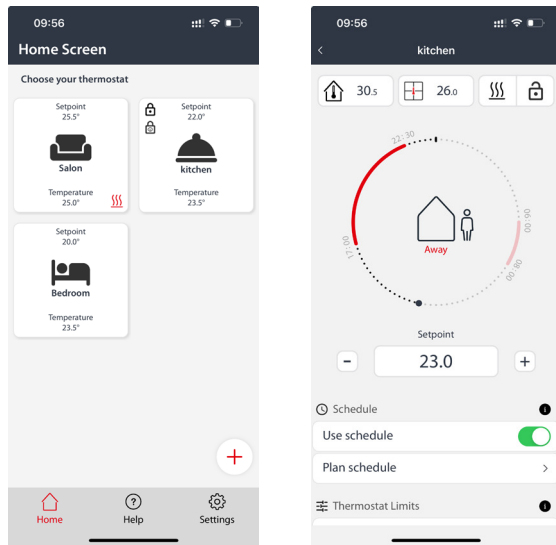 09:56
Home Screen
Choose your thermostat
Setpoint
25.5°
Salon
Temperature
25.0°
Setpoint
22.0°
kitchen
Temperature
23.5°
Setpoint
20.0°
Bedroom
Temperature
23.5°
+
Home
Help
Settings
09:56
kitchen
30.5
26.0
22:30
06:00
08:00
17:00
Away
Setpoint
- 23.0 +
Schedule
Use schedule
Plan schedule
Thermostat Limits